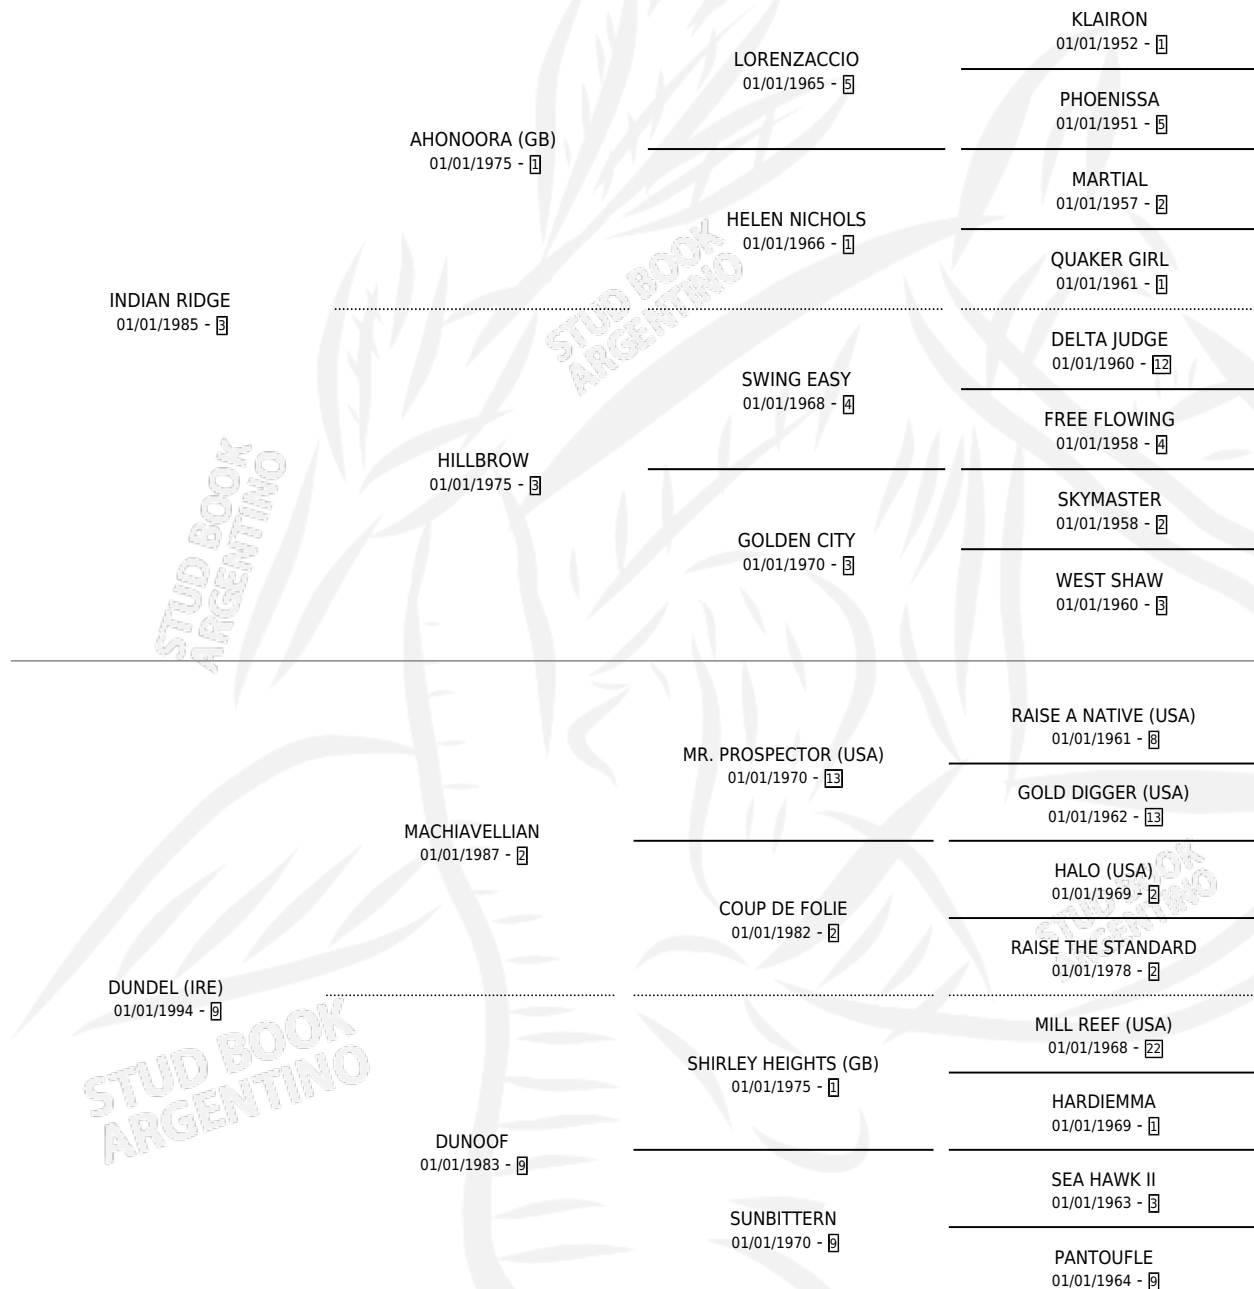 KLAIRON
01/01/1952 - 1
LORENZACCIO
01/01/1965 - 5
PHOENISSA
01/01/1951 - 5
AHONOORA (GB)
01/01/1975 - 1
MARTIAL
01/01/1957 - 2
HELEN NICHOLS
01/01/1966 - 1
QUAKER GIRL
01/01/1961 - 1
INDIAN RIDGE
01/01/1985 - 3
DELTA JUDGE
01/01/1960 - 12
SWING EASY
01/01/1968 - 4
FREE FLOWING
01/01/1958 - 4
HILLBROW
01/01/1975 - 3
SKYMASTER
01/01/1958 - 2
GOLDEN CITY
01/01/1970 - 3
WEST SHAW
01/01/1960 - 3
RAISE A NATIVE (USA)
01/01/1961 - 8
MR. PROSPECTOR (USA)
01/01/1970 - 13
GOLD DIGGER (USA)
01/01/1962 - 13
MACHIAVELLIAN
01/01/1987 - 2
HALO (USA)
01/01/1969 - 2
COUP DE FOLIE
01/01/1982 - 2
RAISE THE STANDARD
01/01/1978 - 2
DUNDEL (IRE)
01/01/1994 - 9
MILL REEF (USA)
01/01/1968 - 22
SHIRLEY HEIGHTS (GB)
01/01/1975 - 1
HARDIEMMA
01/01/1969 - 1
DUNOOF
01/01/1983 - 9
SEA HAWK II
01/01/1963 - 3
SUNBITTERN
01/01/1970 - 9
PANTOUFLE
01/01/1964 - 9
STUD BOOK
ARGENTINO
STUD BOOK
ARGENTINO
STUD BOOK
ARGENTINO
STUD BOOK
ARGENTINO